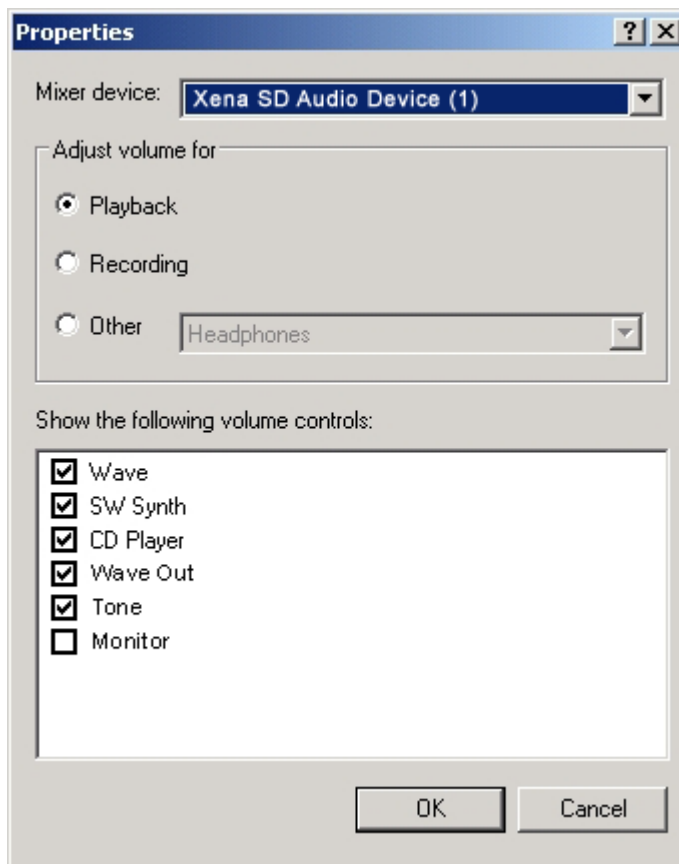 Properties
Mixer device: Xena SD Audio Device (1)
Adjust volume for
Playback
Recording
Other Headphones
Show the following volume controls:
Wave
SW Synth
CD Player
Wave Out
Tone
Monitor
OK Cancel